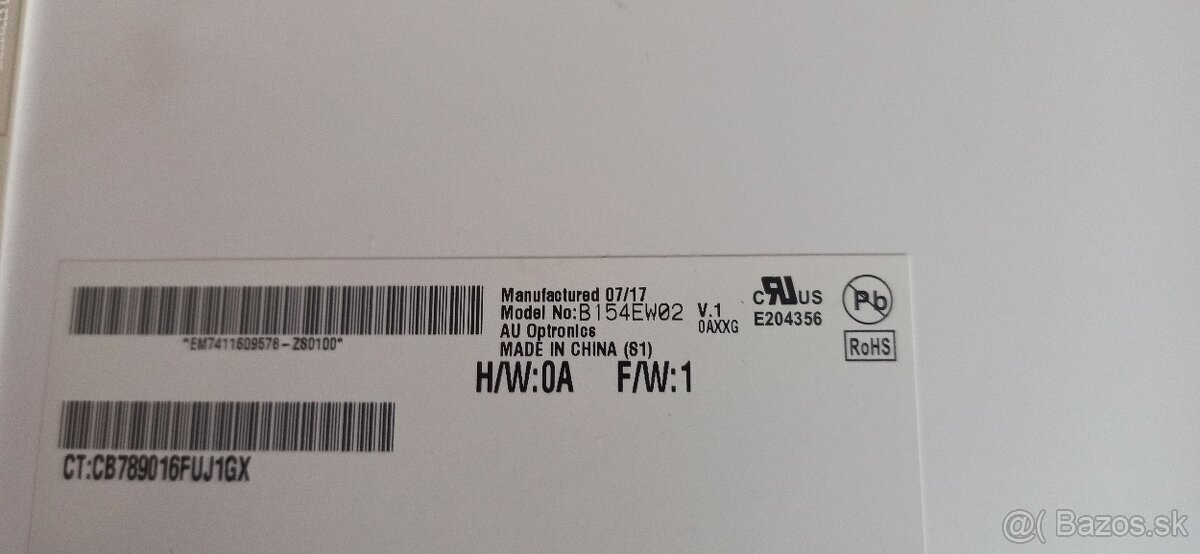 Manufactured 07/17
Model No:B154EW02 V.1
0AXXG
AU Optronics
MADE IN CHINA (S1)
H/W:0A F/W:1
*EM7411609576-ZS0100*
CT:CB789016FUJ1GX
c RU US
E204356
Pb
RoHS
@( Bazos.sk